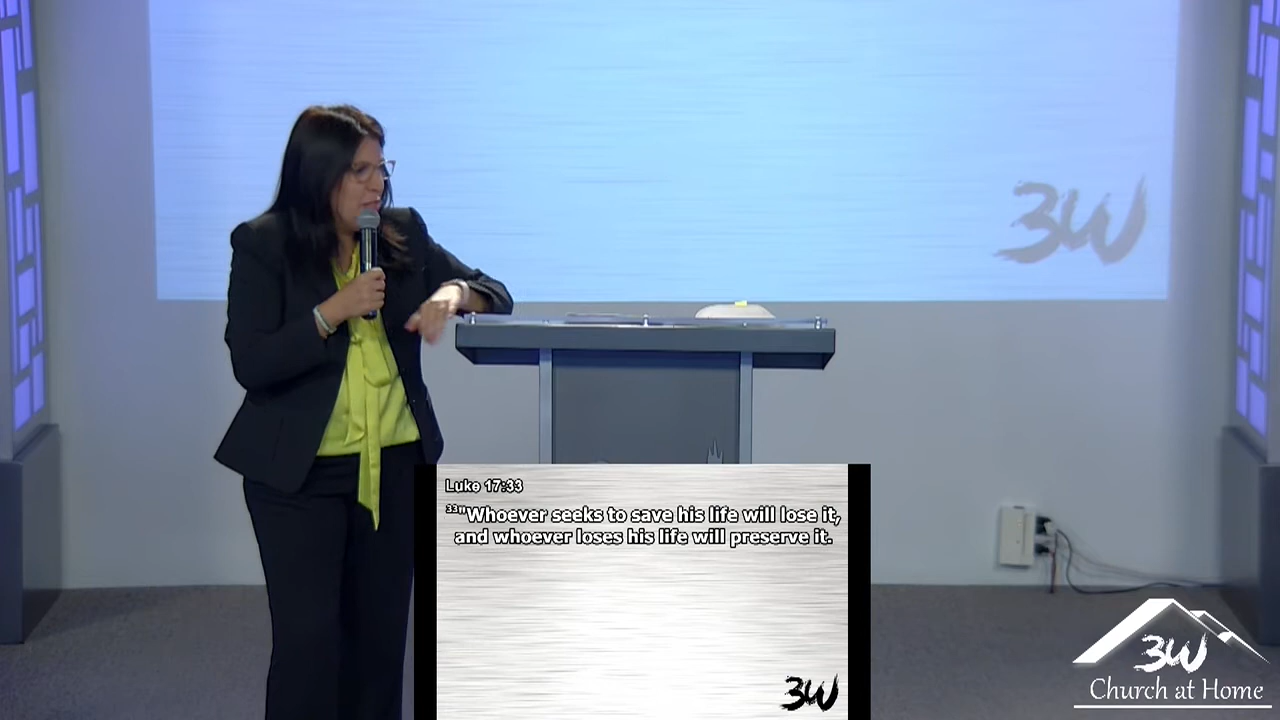 3W
Luke 17:33
33"Whoever seeks to save his life will lose it,
and whoever loses his life will preserve it.
3W
3W
Church at Home